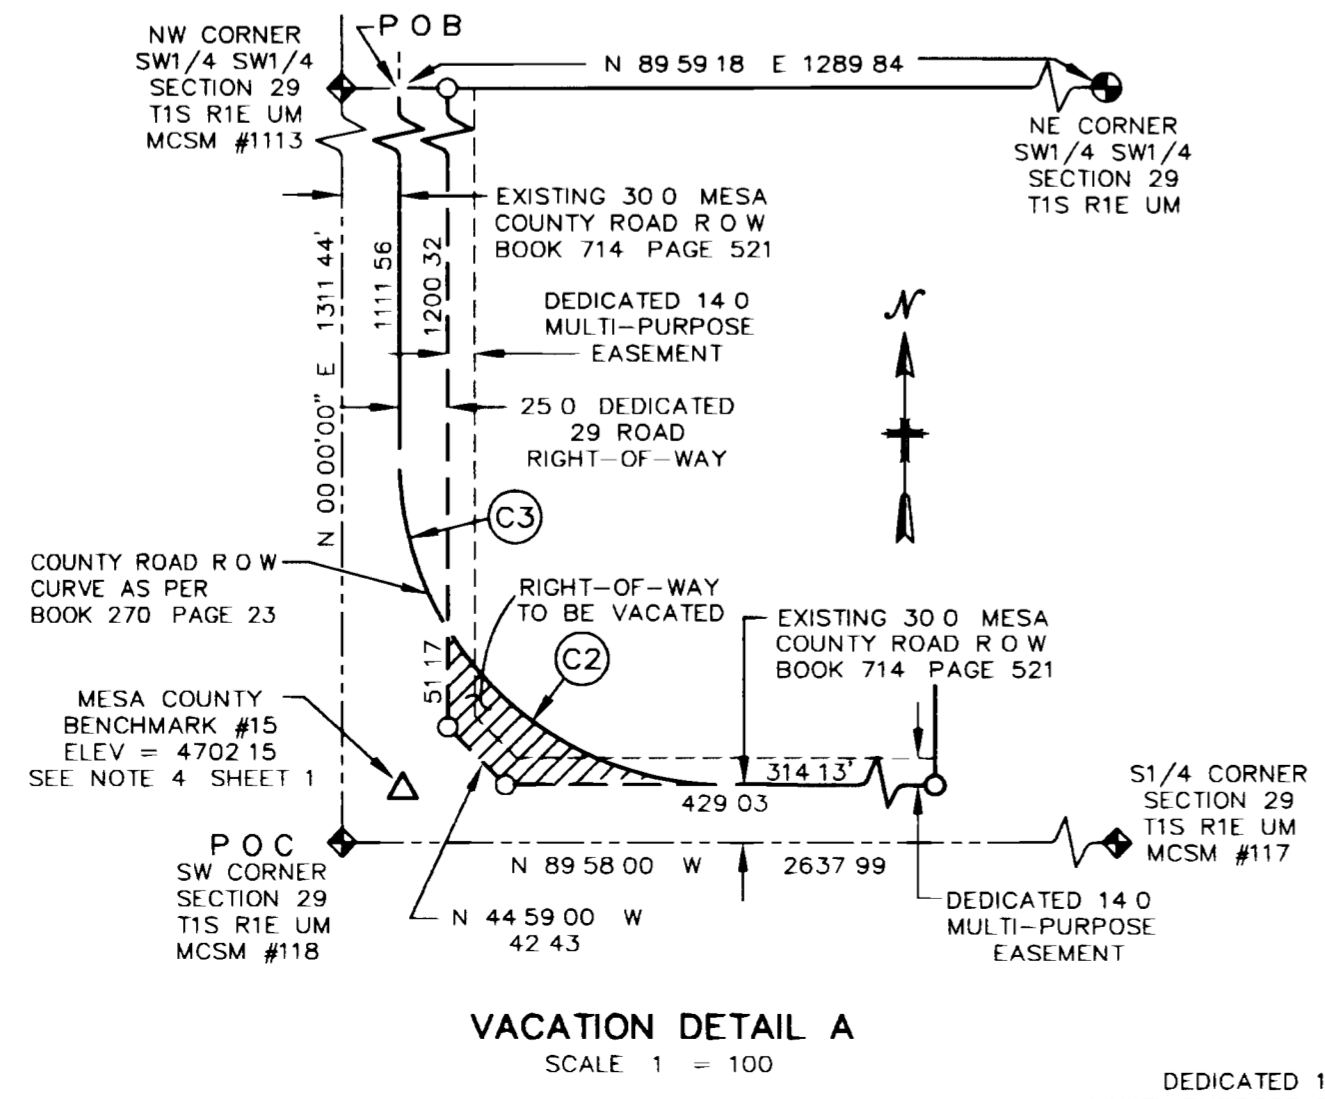 NW CORNER
SW1/4 SW1/4
SECTION 29
T1S R1E UM
MCSM #1113
P O B
N 89 59 18 E 1289 84
NE CORNER
SW1/4 SW1/4
SECTION 29
T1S R1E UM
EXISTING 30 0 MESA
COUNTY ROAD R O W
BOOK 714 PAGE 521
N 00°00'00" E 1311 44'
1111 56
1200 32
DEDICATED 14 0
MULTI-PURPOSE
EASEMENT
N
25 0 DEDICATED
29 ROAD
RIGHT-OF-WAY
C3
COUNTY ROAD R O W
CURVE AS PER
BOOK 270 PAGE 23
RIGHT-OF-WAY
TO BE VACATED
C2
EXISTING 30 0 MESA
COUNTY ROAD R O W
BOOK 714 PAGE 521
51 17
MESA COUNTY
BENCHMARK #15
ELEV = 4702 15
SEE NOTE 4 SHEET 1
314 13'
429 03
S1/4 CORNER
SECTION 29
T1S R1E UM
MCSM #117
P O C
SW CORNER
SECTION 29
T1S R1E UM
MCSM #118
N 89 58 00 W 2637 99
N 44 59 00 W
42 43
DEDICATED 14 0
MULTI-PURPOSE
EASEMENT
VACATION DETAIL A
SCALE 1 = 100
DEDICATED 1